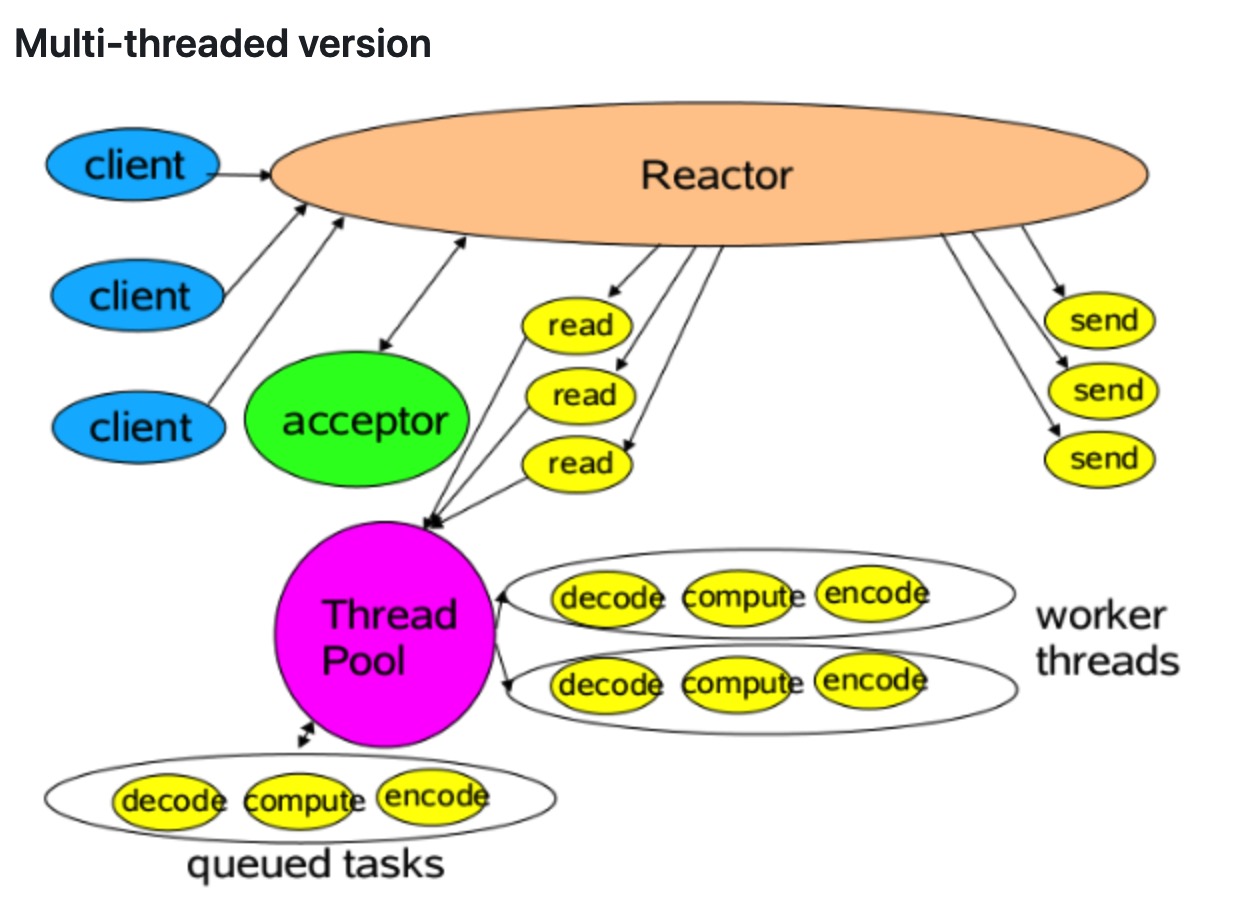 Multi-threaded version
client
Reactor
client
client
acceptor
read
read
read
send
send
send
Thread
Pool
decode compute encode
decode compute encode
worker
threads
decode compute encode
queued tasks